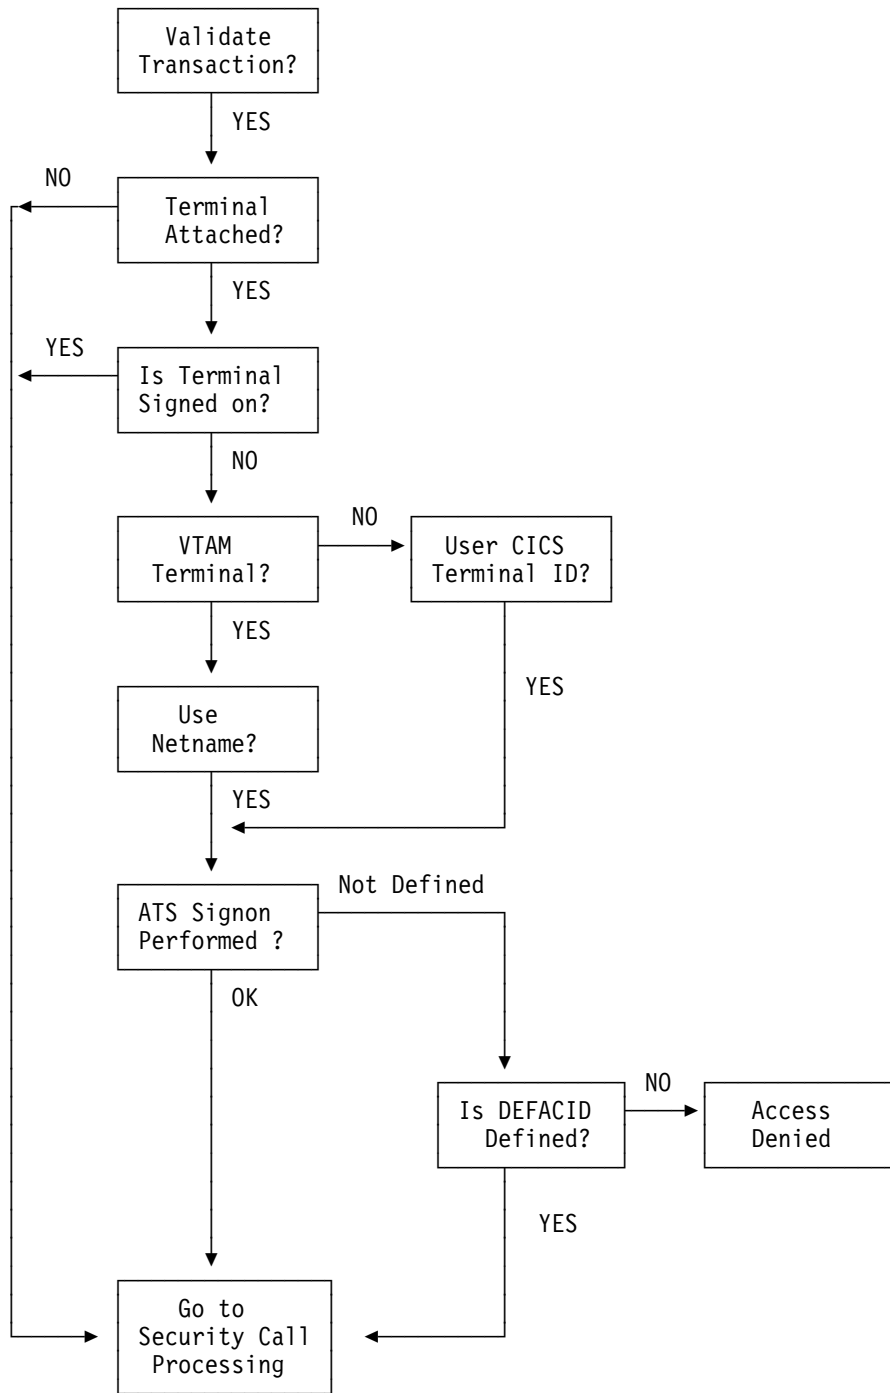 Validate
Transaction?
YES
NO
Terminal
Attached?
YES
YES
Is Terminal
Signed on?
NO
VTAM
Terminal?
NO
User CICS
Terminal ID?
YES
YES
Use
Netname?
YES
ATS Signon
Performed ?
Not Defined
OK
Is DEFACID
Defined?
NO
Access
Denied
YES
Go to
Security Call
Processing